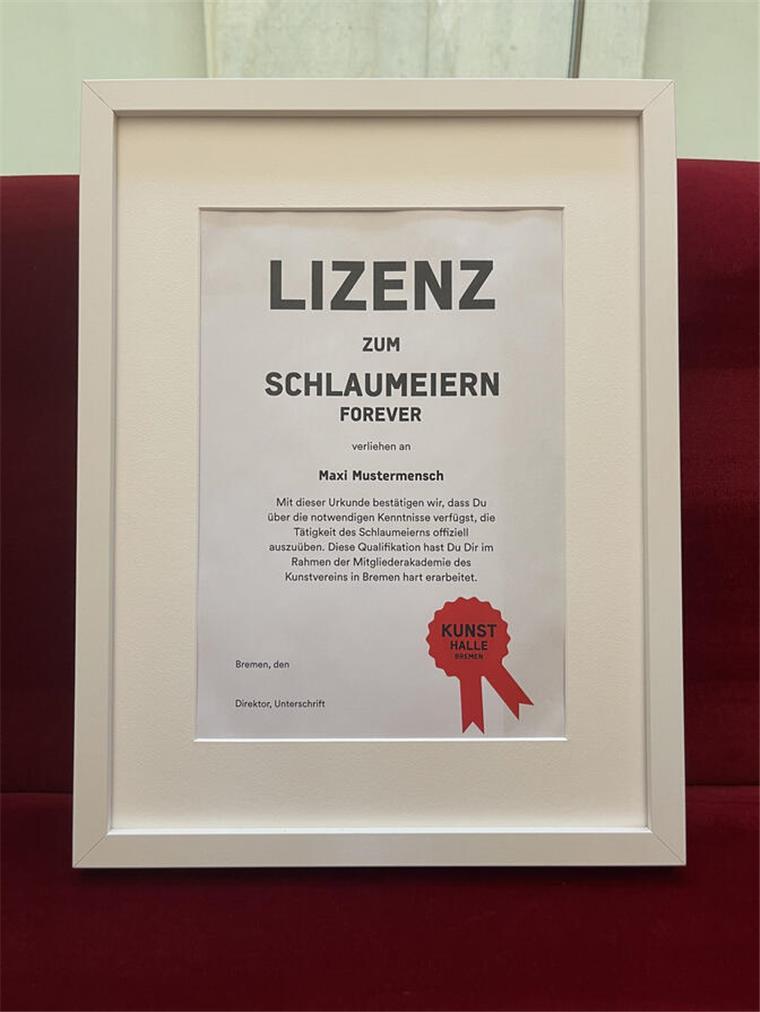 LIZENZ
ZUM
SCHLAUMEIERN
FOREVER
verliehen an
Maxi Mustermensch
Mit dieser Urkunde bestätigen wir, dass Du
über die notwendigen Kenntnisse verfügst, die
Tätigkeit des Schlaumeierns offiziell
auszuüben. Diese Qualifikation hast Du Dir im
Rahmen der Mitgliederakademie des
Kunstvereins in Bremen hart erarbeitet.
KUNST
HALLE
BREMEN
Bremen, den
Direktor, Unterschrift